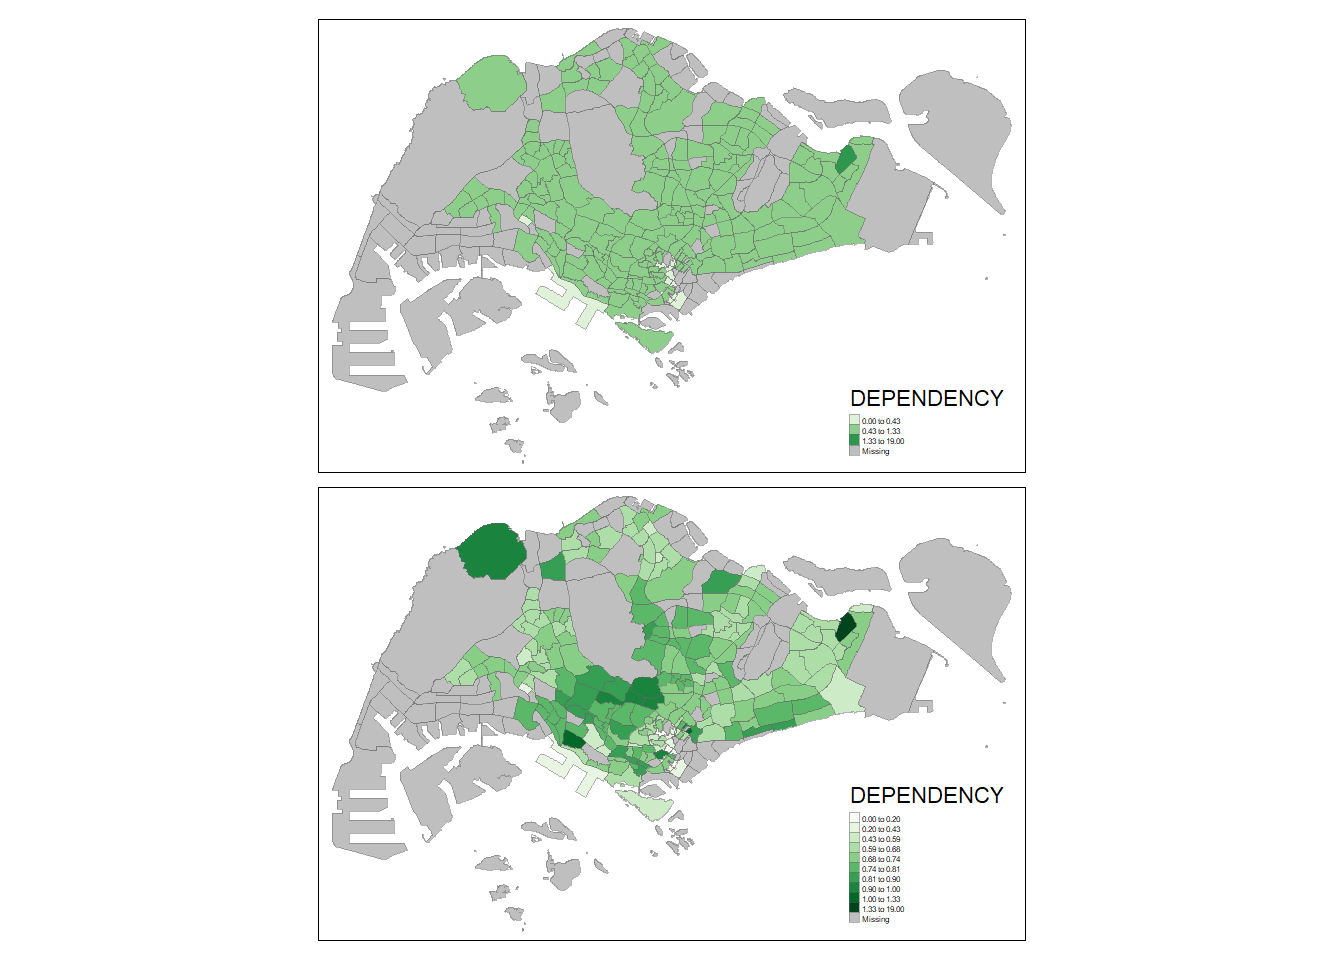 DEPENDENCY
0.00 to 0.43
0.43 to 1.33
1.33 to 19.00
Missing
DEPENDENCY
0.00 to 0.20
0.20 to 0.43
0.43 to 0.59
0.59 to 0.68
0.68 to 0.74
0.74 to 0.81
0.81 to 0.90
0.90 to 1.00
1.00 to 1.33
1.33 to 19.00
Missing